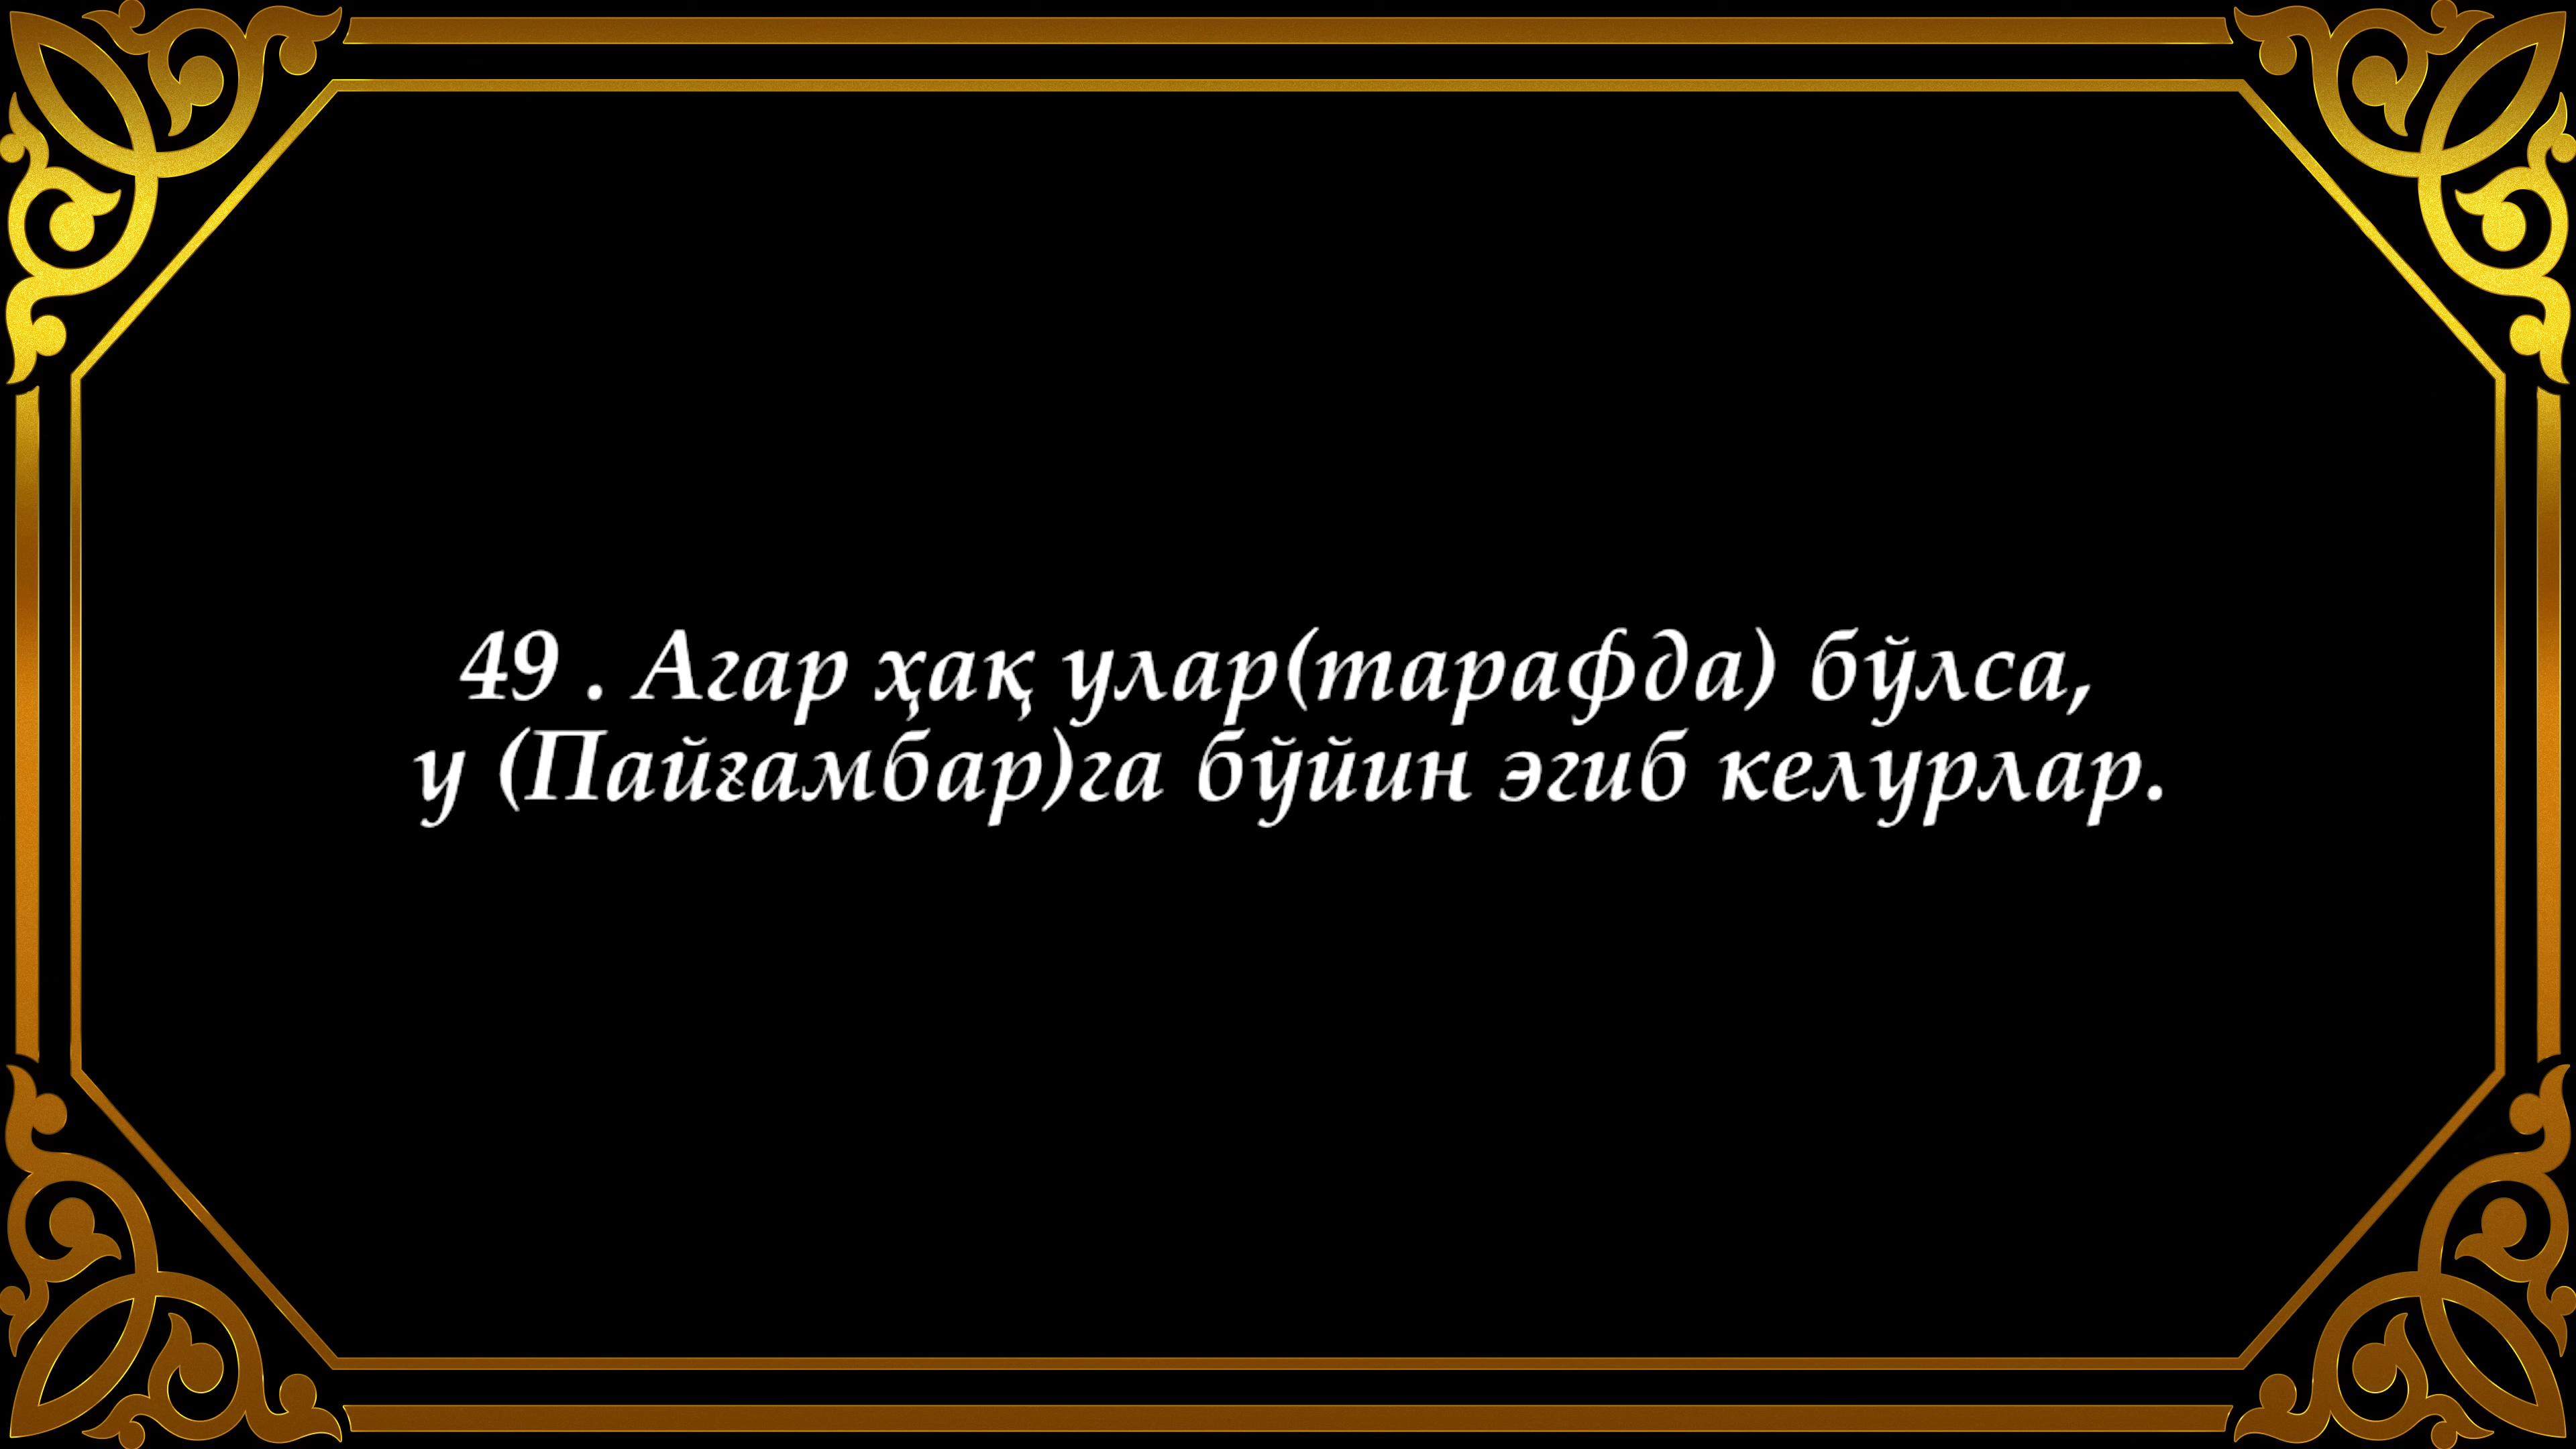 49 . Агар ҳақ улар(тарафда) бўлса,
у (Пайғамбар)га бўйин эгиб келурлар.